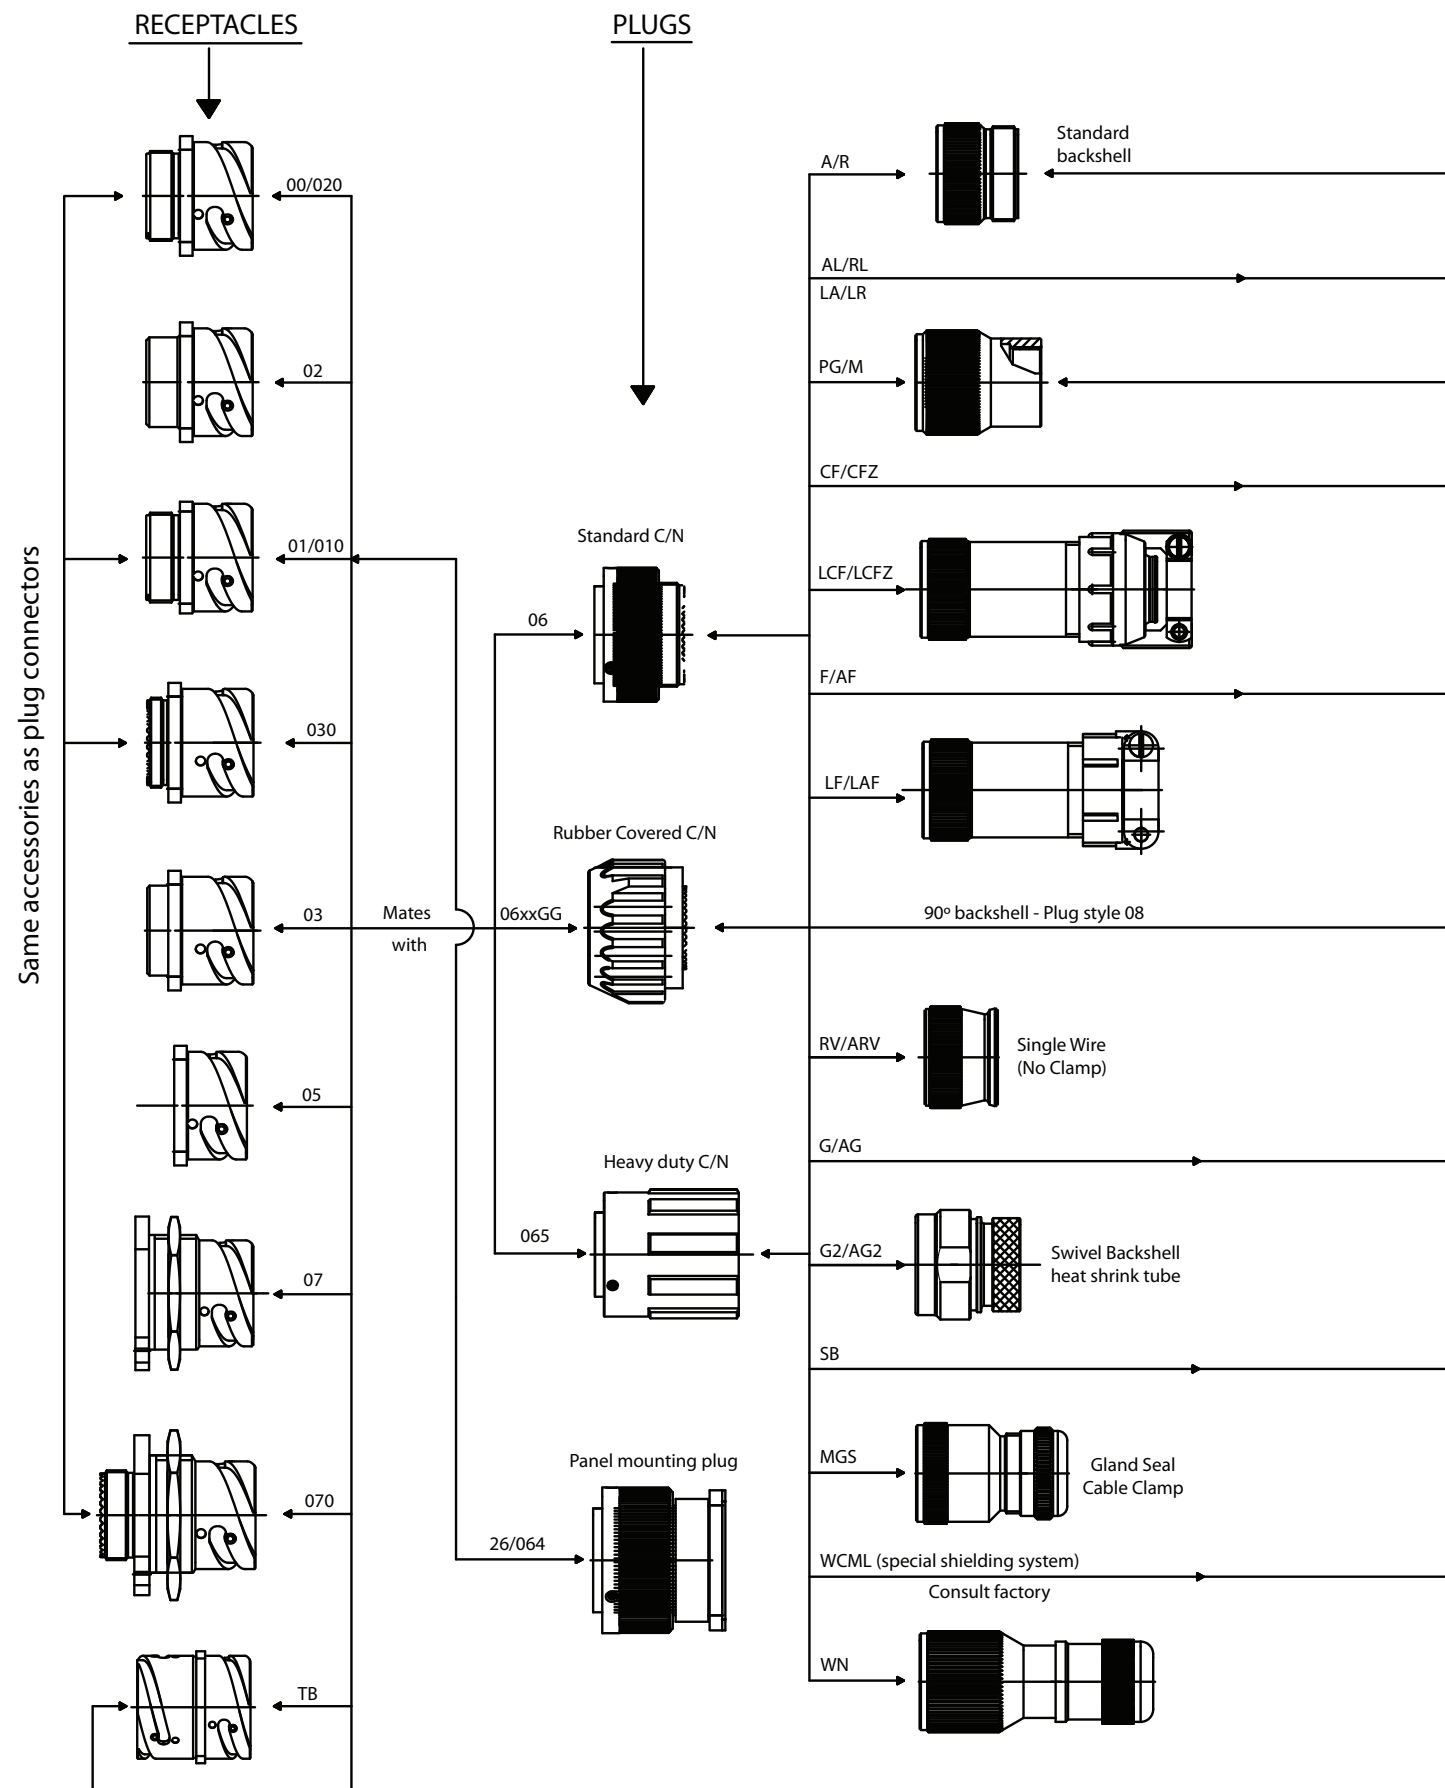 RECEPTACLES
PLUGS
Same accessories as plug connectors
00/020
02
01/010
030
03
05
07
070
TB
Mates
with
Standard C/N
06
Rubber Covered C/N
06xxGG
Heavy duty C/N
065
Panel mounting plug
26/064
A/R
Standard
backshell
AL/RL
LA/LR
PG/M
CF/CFZ
LCF/LCFZ
F/AF
LF/LAF
90º backshell - Plug style 08
RV/ARV
Single Wire
(No Clamp)
G/AG
G2/AG2
Swivel Backshell
heat shrink tube
SB
MGS
Gland Seal
Cable Clamp
WCML (special shielding system)
Consult factory
WN